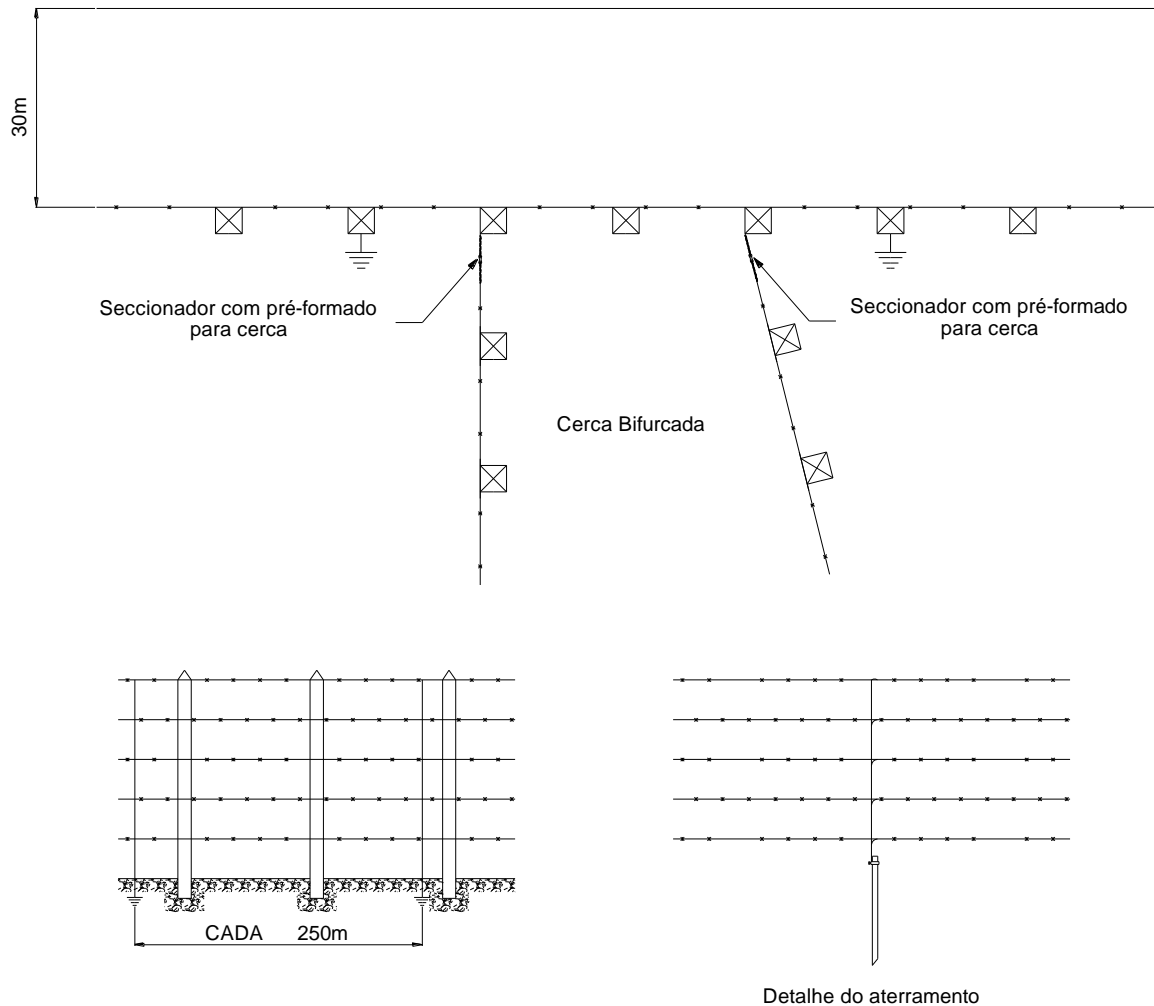 30m
Seccionador com pré-formado
para cerca
Seccionador com pré-formado
para cerca
Cerca Bifurcada
CADA 250m
Detalhe do aterramento